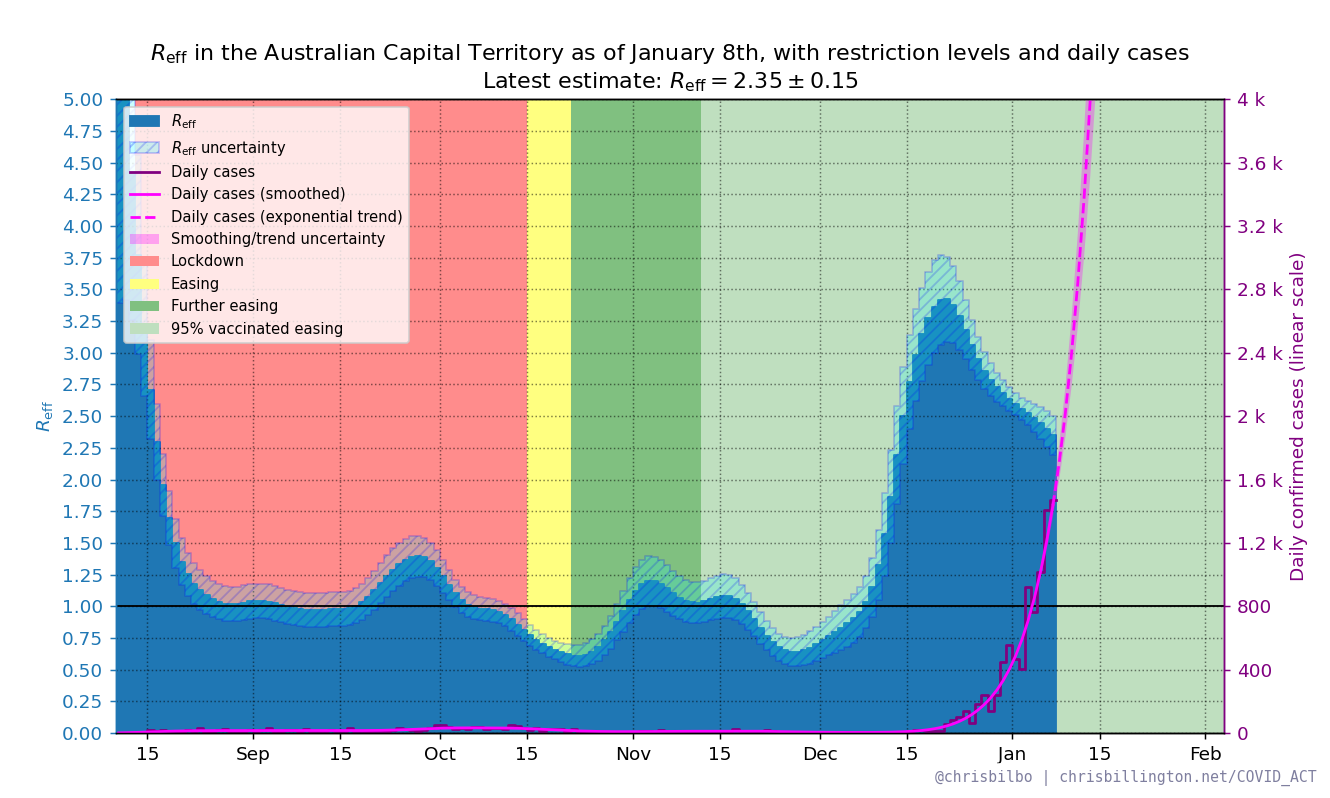 Reff in the Australian Capital Territory as of January 8th, with restriction levels and daily cases
Latest estimate: Reff = 2.35 ± 0.15
Reff
Reff uncertainty
Daily cases
Daily cases (smoothed)
Daily cases (exponential trend)
Smoothing/trend uncertainty
Lockdown
Easing
Further easing
95% vaccinated easing
Reff
5.00
4.75
4.50
4.25
4.00
3.75
3.50
3.25
3.00
2.75
2.50
2.25
2.00
1.75
1.50
1.25
1.00
0.75
0.50
0.25
0.00
4 k
3.6 k
3.2 k
2.8 k
2.4 k
2 k
1.6 k
1.2 k
800
400
0
Daily confirmed cases (linear scale)
15 Sep 15 Oct 15 Nov 15 Dec 15 Jan 15 Feb
@chrisbilbo | chrisbillington.net/COVID_ACT